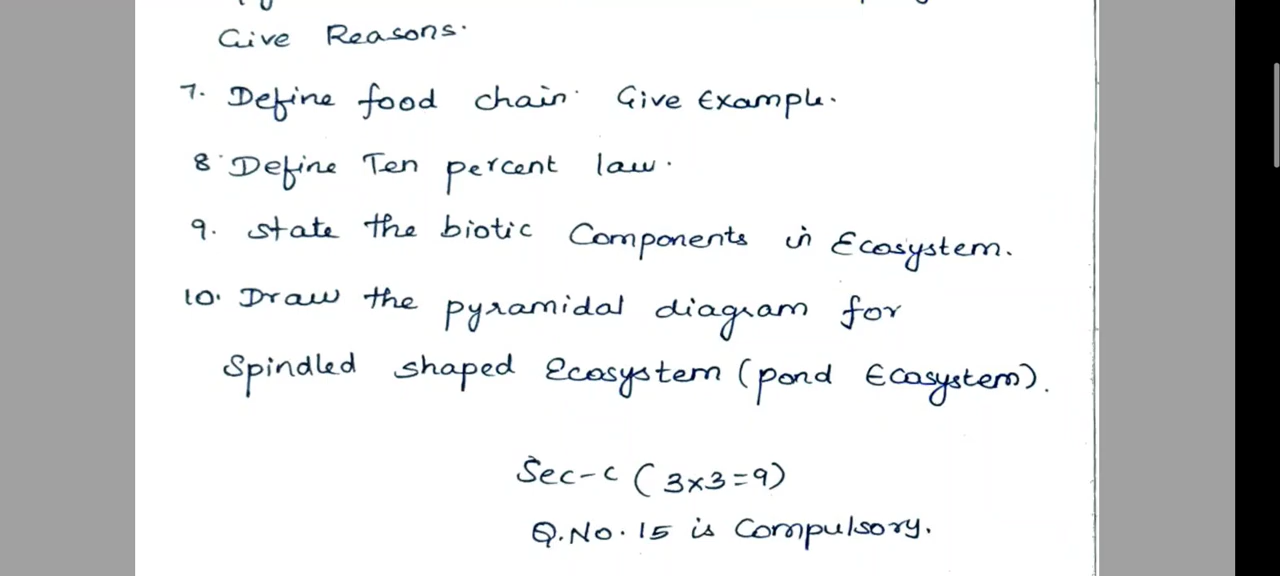 Give Reasons.
7. Define food chain. Give Example.
8. Define Ten percent law.
9. State the biotic Components in Ecosystem.
10. Draw the pyramidal diagram for
Spindled shaped Ecosystem (pond Ecosystem).
Sec-C (3x3=9)
Q.No.15 is Compulsory.